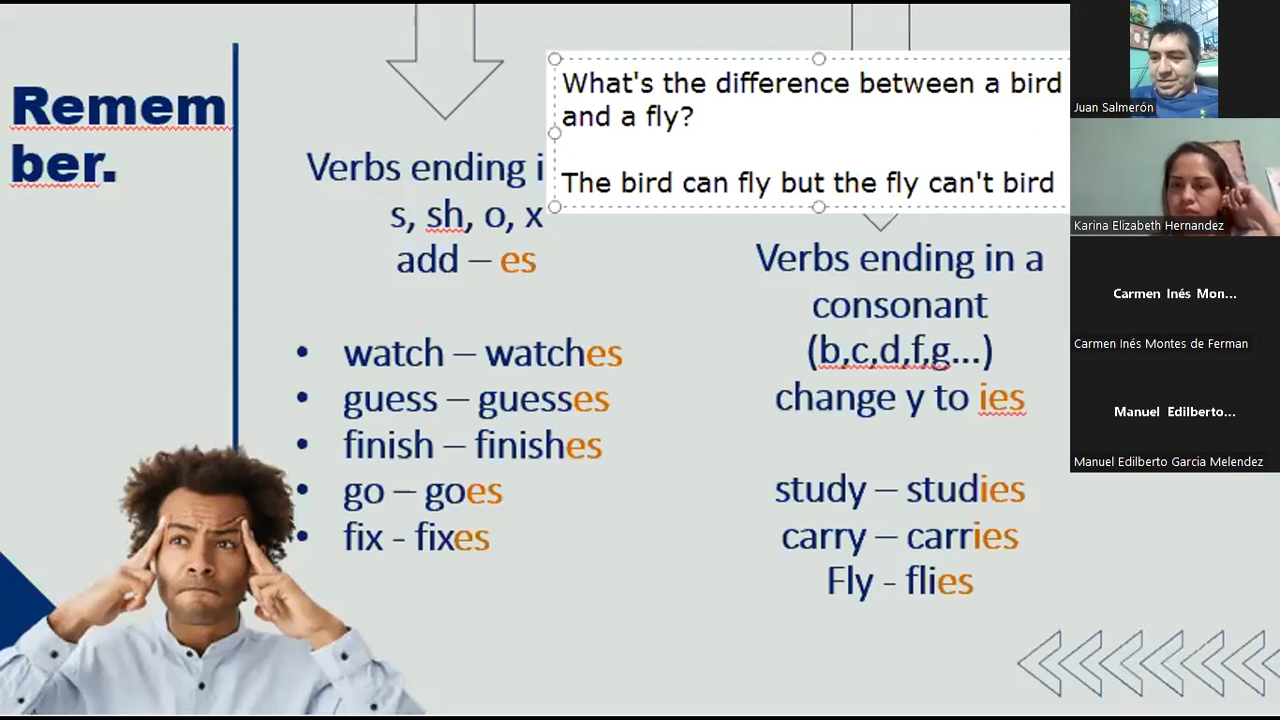 Remem
ber.
Verbs ending i
s, sh, o, x
add – es
• watch – watches
• guess – guesses
• finish – finishes
• go – goes
• fix - fixes
What's the difference between a bird
and a fly?
The bird can fly but the fly can't bird
Verbs ending in a
consonant
(b,c,d,f,g...)
change y to ies
study – studies
carry – carries
Fly - flies
Juan Salmerón
Karina Elizabeth Hernandez
Carmen Inés Mon...
Carmen Inés Montes de Ferman
Manuel Edilberto...
Manuel Edilberto Garcia Melendez